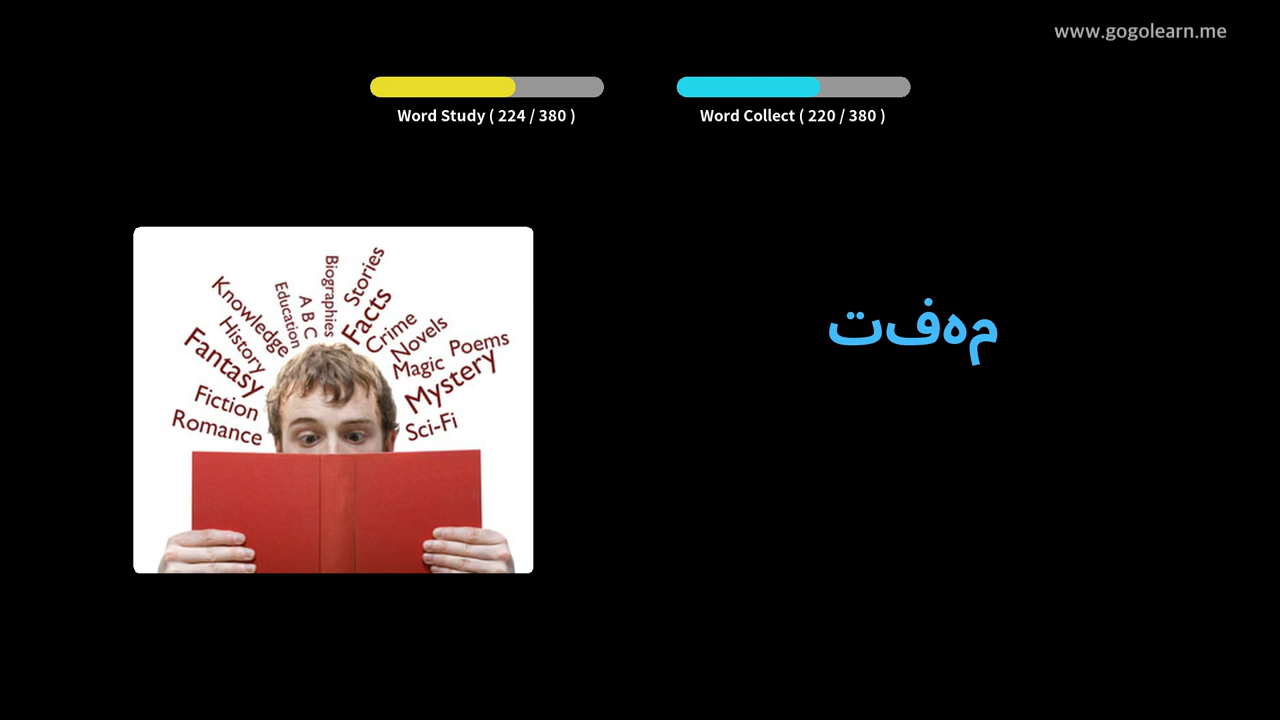 www.gogolearn.me
Word Study ( 224 / 380 )
Word Collect ( 220 / 380 )
Knowledge
History
Fantasy
Fiction
Romance
Education
A B C
Biographies
Stories
Facts
Crime
Novels
Magic
Poems
Mystery
Sci-Fi
مهفت